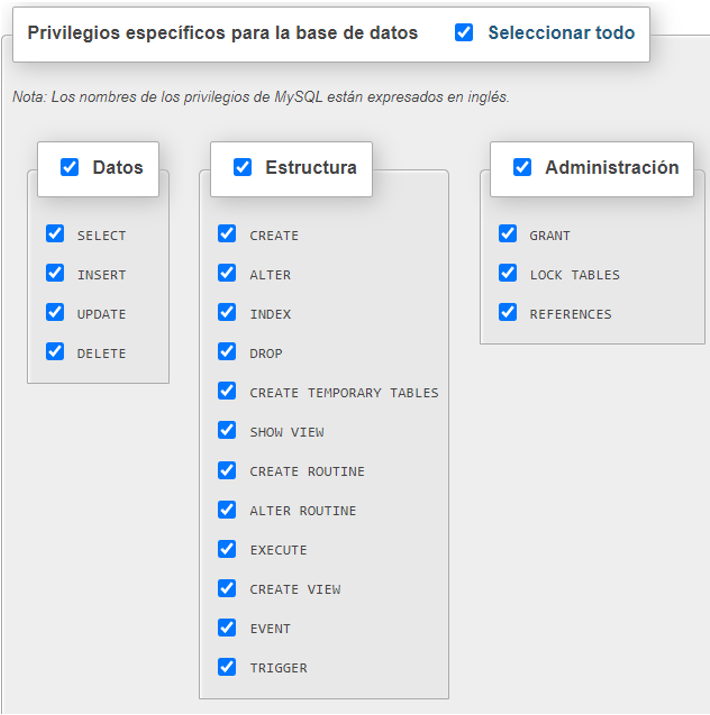 Privilegios específicos para la base de datos
Seleccionar todo
Nota: Los nombres de los privilegios de MySQL están expresados en inglés.
Datos
SELECT
INSERT
UPDATE
DELETE
Estructura
CREATE
ALTER
INDEX
DROP
CREATE TEMPORARY TABLES
SHOW VIEW
CREATE ROUTINE
ALTER ROUTINE
EXECUTE
CREATE VIEW
EVENT
TRIGGER
Administración
GRANT
LOCK TABLES
REFERENCES